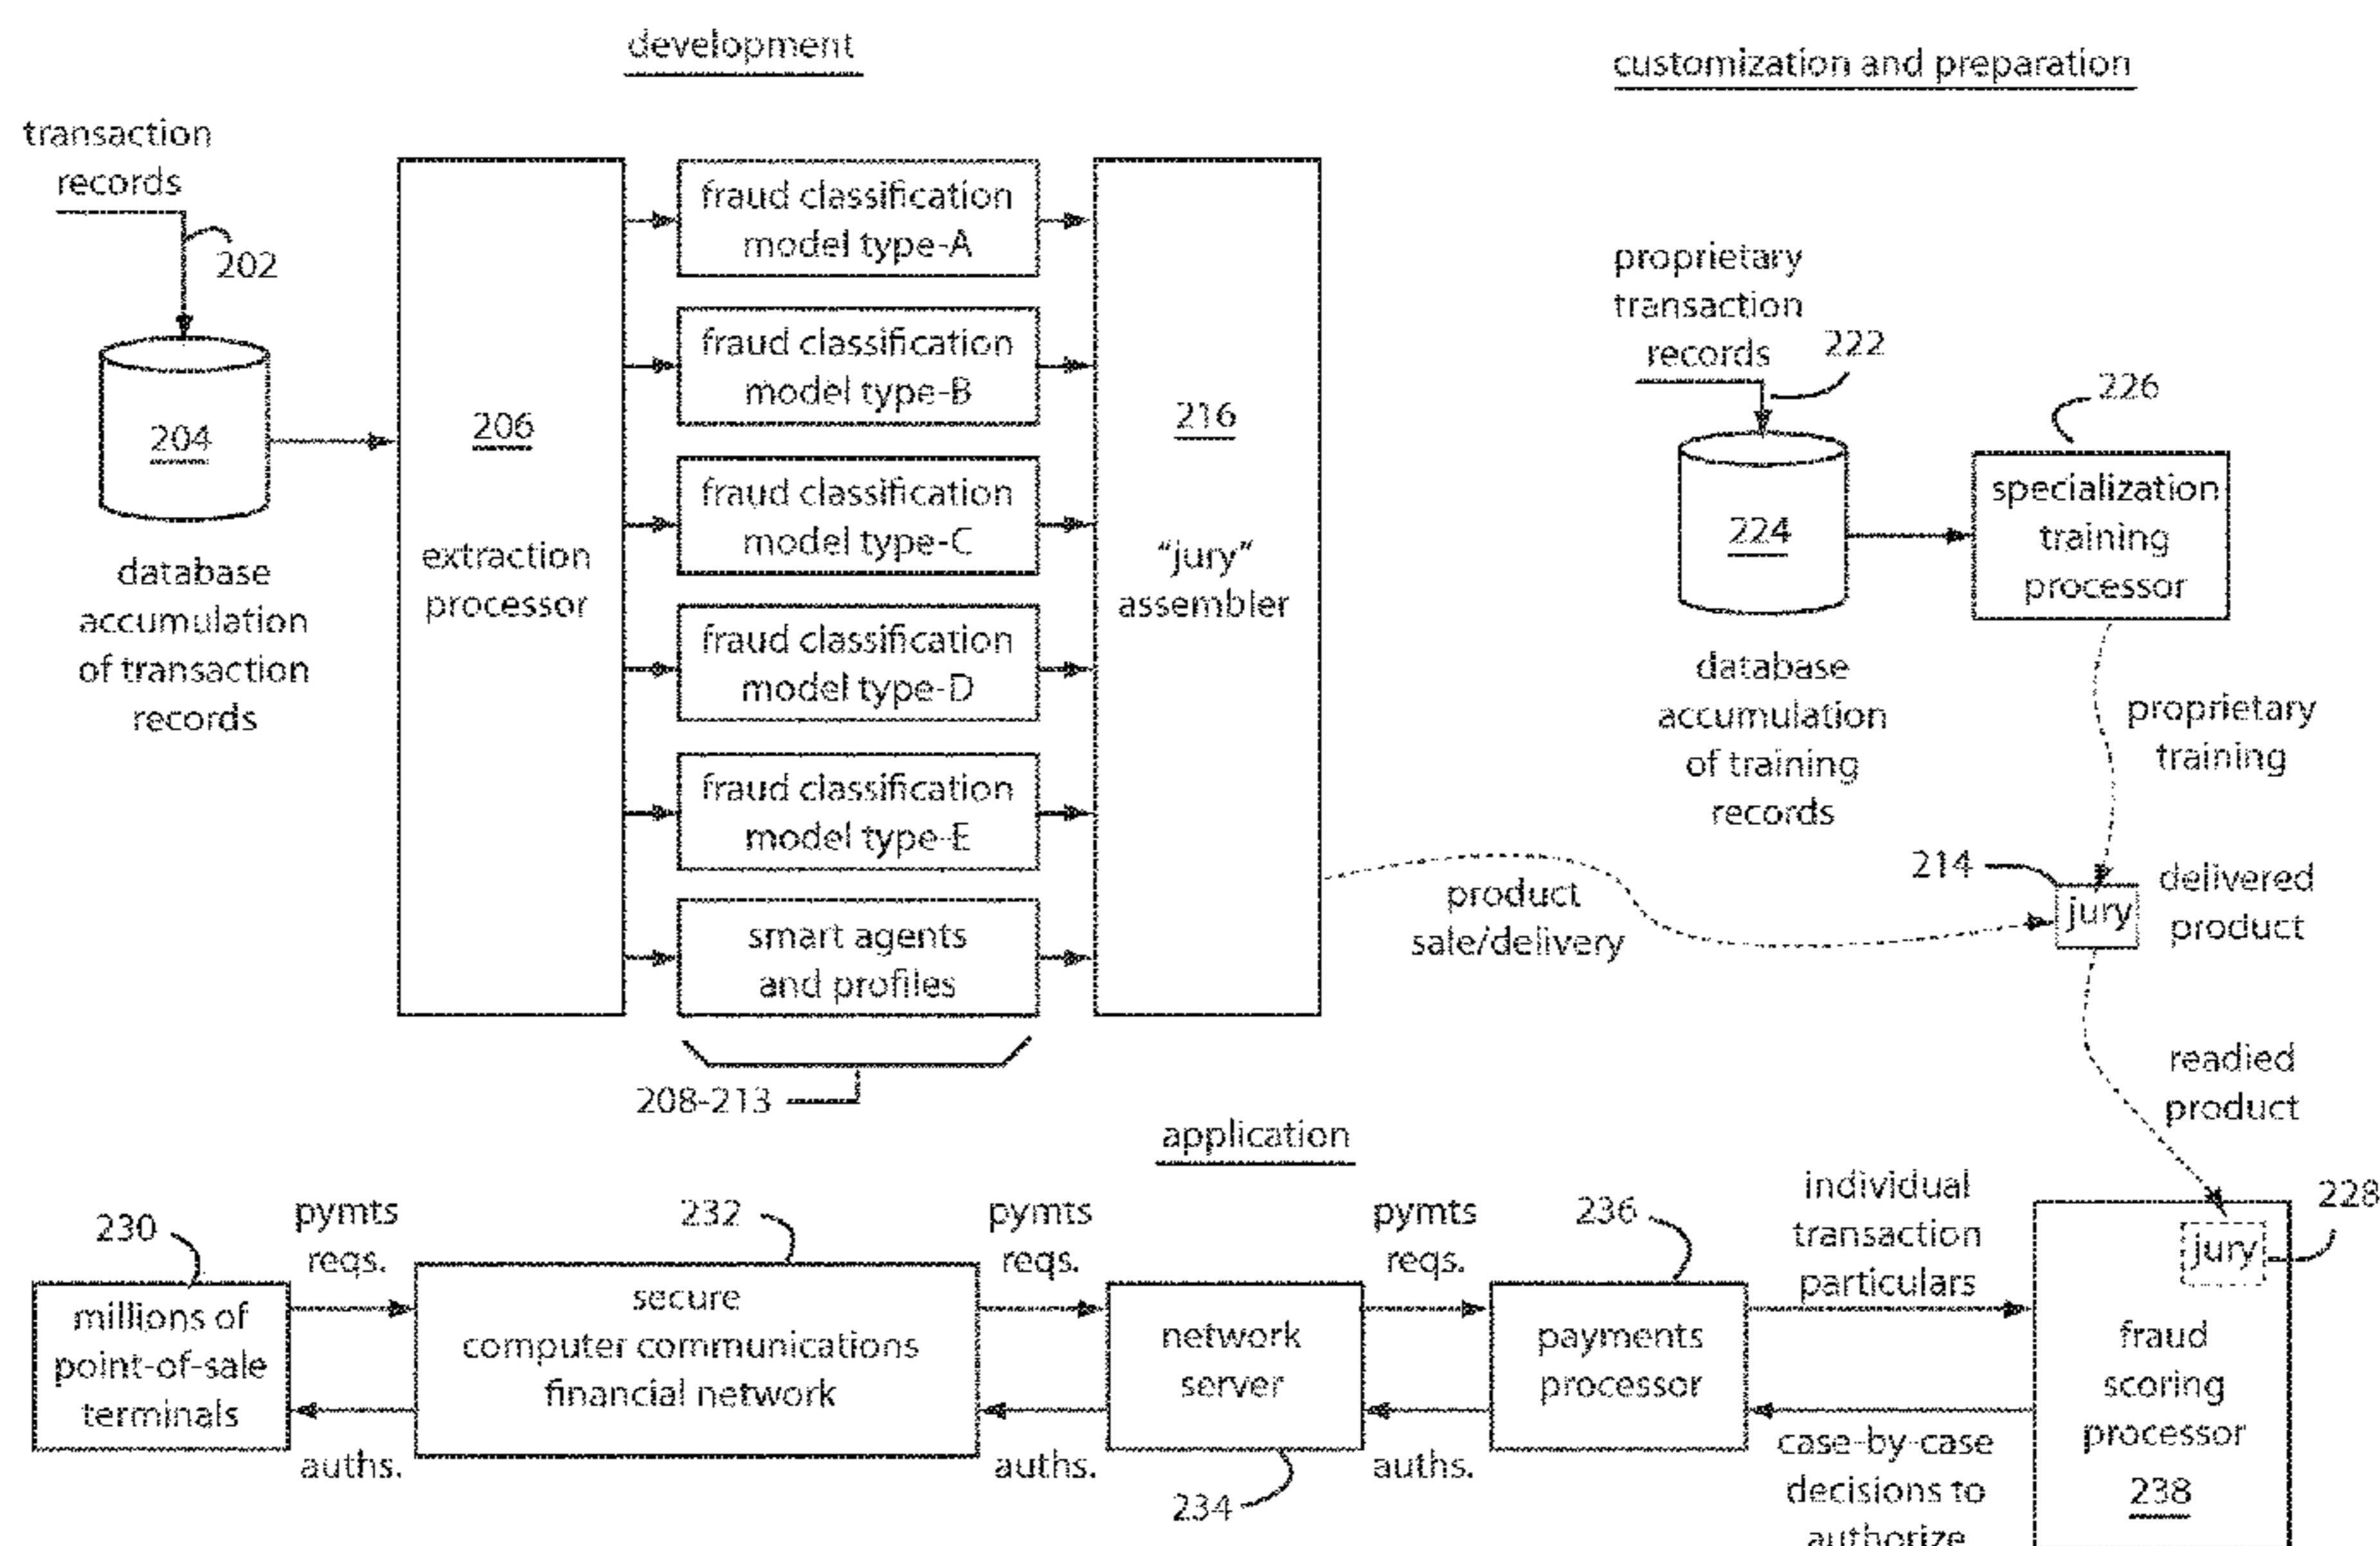 development
customization and preparation
transaction
records
202
204
database
accumulation
of transaction
records
206
extraction
processor
fraud classification
model type-A
fraud classification
model type-B
fraud classification
model type-C
fraud classification
model type-D
fraud classification
model type-E
smart agents
and profiles
208-213
216
“jury”
assembler
product
sale/delivery
proprietary
transaction
records
222
224
database
accumulation
of training
records
226
specialization
training
processor
proprietary
training
214
jury
delivered
product
readied
product
application
230
millions of
point-of-sale
terminals
pymts
reqs.
auths.
232
secure
computer communications
financial network
pymts
reqs.
auths.
network
server
234
pymts
reqs.
auths.
236
payments
processor
individual
transaction
particulars
case-by-case
decisions to
authorize
228
jury
fraud
scoring
processor
238